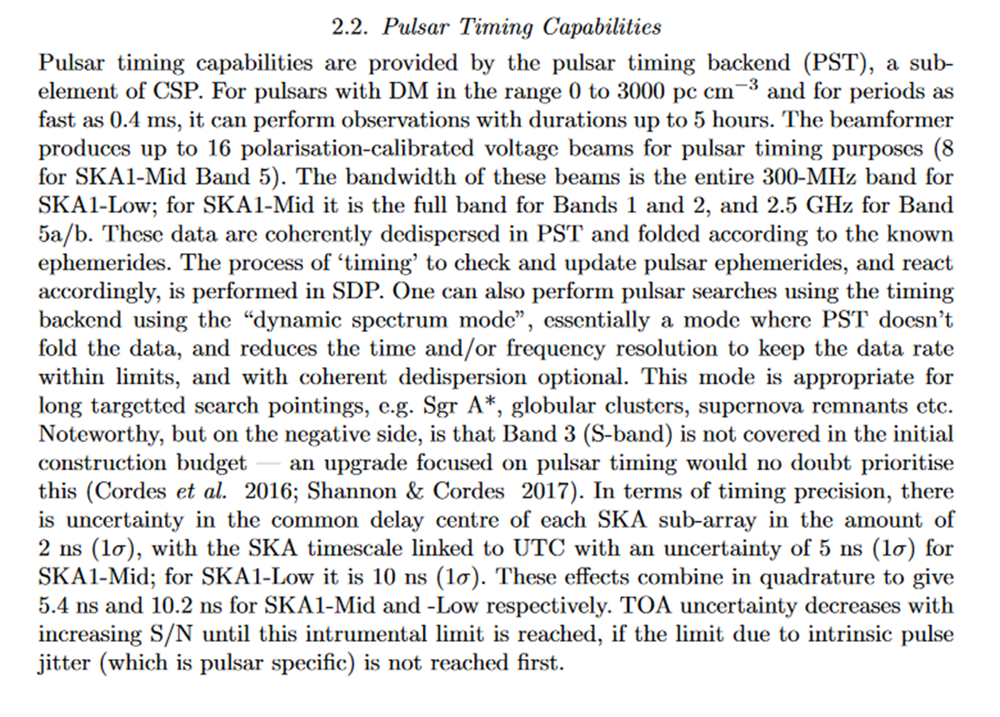 2.2. Pulsar Timing Capabilities
Pulsar timing capabilities are provided by the pulsar timing backend (PST), a sub-
element of CSP. For pulsars with DM in the range 0 to 3000 pc cm⁻³ and for periods as
fast as 0.4 ms, it can perform observations with durations up to 5 hours. The beamformer
produces up to 16 polarisation-calibrated voltage beams for pulsar timing purposes (8
for SKA1-Mid Band 5). The bandwidth of these beams is the entire 300-MHz band for
SKA1-Low; for SKA1-Mid it is the full band for Bands 1 and 2, and 2.5 GHz for Band
5a/b. These data are coherently dedispersed in PST and folded according to the known
ephemerides. The process of ‘timing’ to check and update pulsar ephemerides, and react
accordingly, is performed in SDP. One can also perform pulsar searches using the timing
backend using the “dynamic spectrum mode”, essentially a mode where PST doesn’t
fold the data, and reduces the time and/or frequency resolution to keep the data rate
within limits, and with coherent dedispersion optional. This mode is appropriate for
long targetted search pointings, e.g. Sgr A*, globular clusters, supernova remnants etc.
Noteworthy, but on the negative side, is that Band 3 (S-band) is not covered in the initial
construction budget — an upgrade focused on pulsar timing would no doubt prioritise
this (Cordes et al. 2016; Shannon & Cordes 2017). In terms of timing precision, there
is uncertainty in the common delay centre of each SKA sub-array in the amount of
2 ns (1σ), with the SKA timescale linked to UTC with an uncertainty of 5 ns (1σ) for
SKA1-Mid; for SKA1-Low it is 10 ns (1σ). These effects combine in quadrature to give
5.4 ns and 10.2 ns for SKA1-Mid and -Low respectively. TOA uncertainty decreases with
increasing S/N until this intrumental limit is reached, if the limit due to intrinsic pulse
jitter (which is pulsar specific) is not reached first.